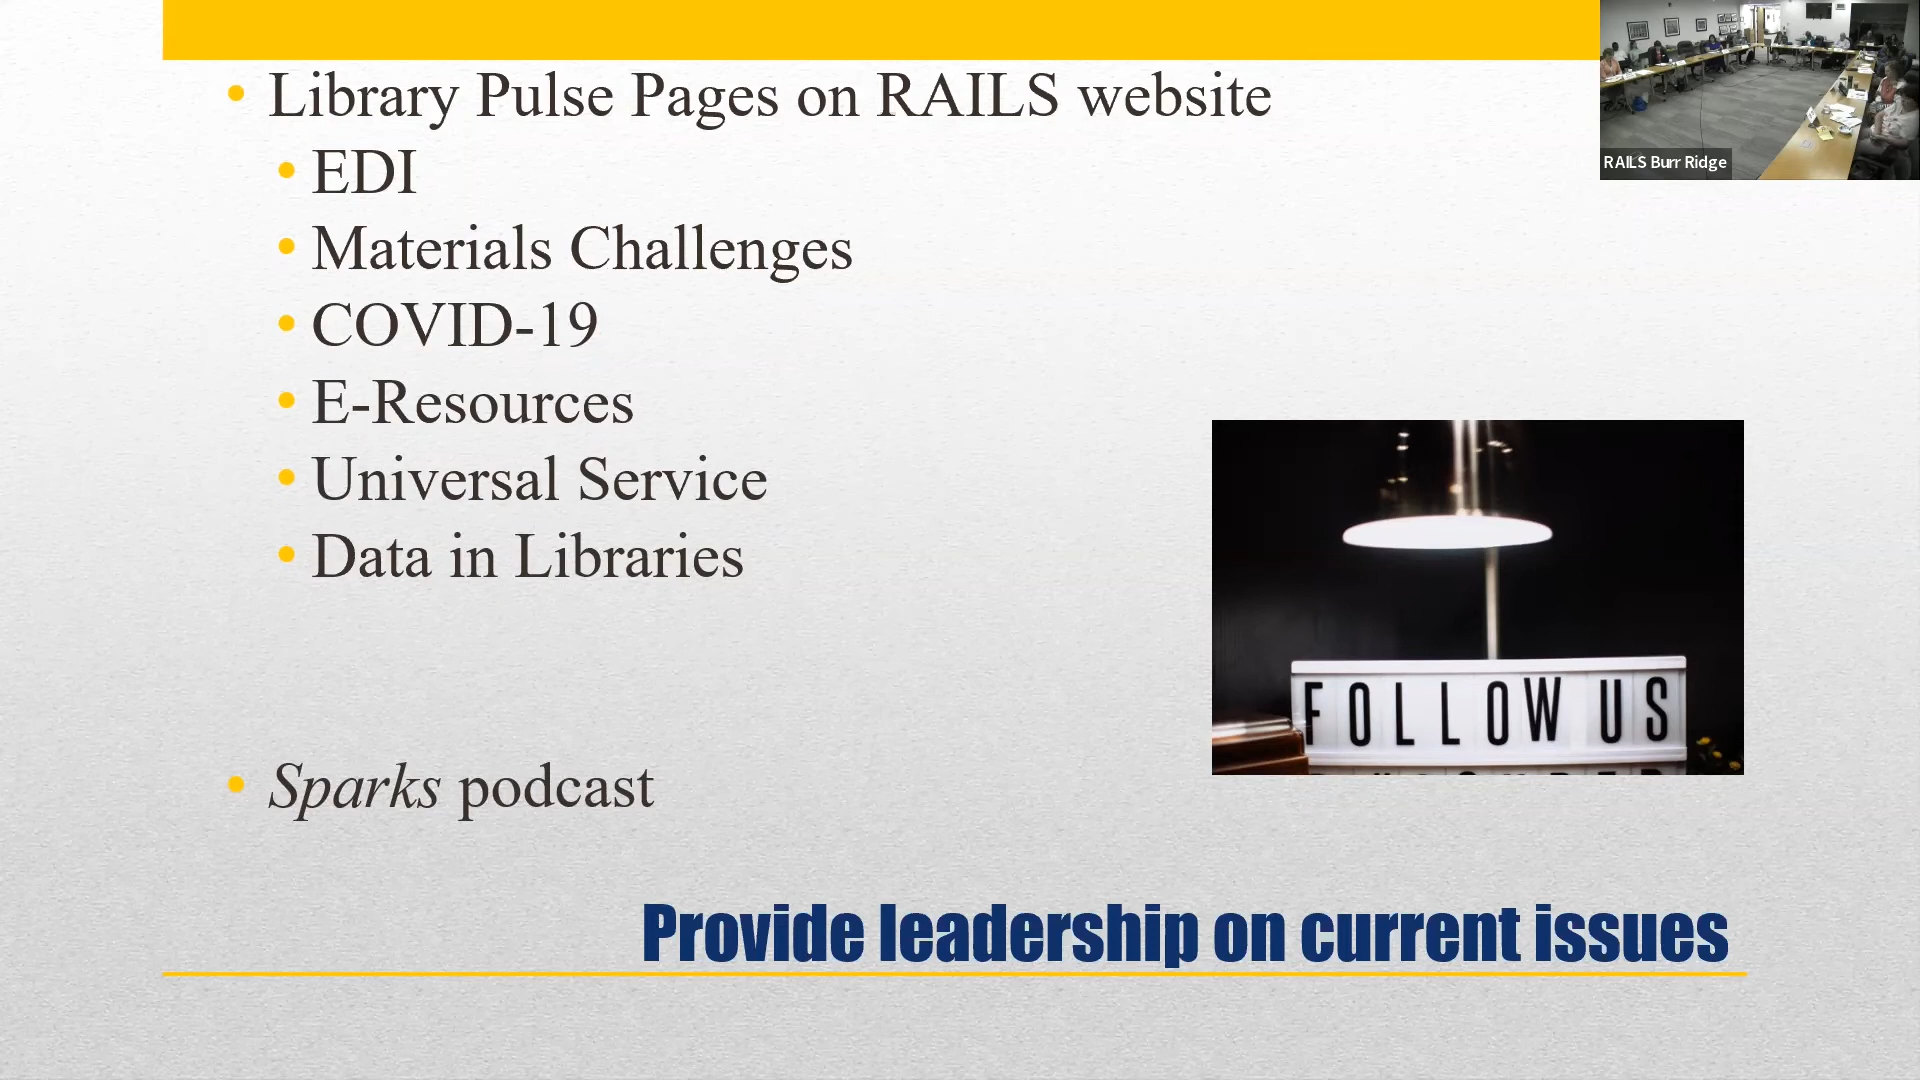 Library Pulse Pages on RAILS website
EDI
Materials Challenges
COVID-19
E-Resources
Universal Service
Data in Libraries
Sparks podcast
FOLLOW US
Provide leadership on current issues
RAILS Burr Ridge